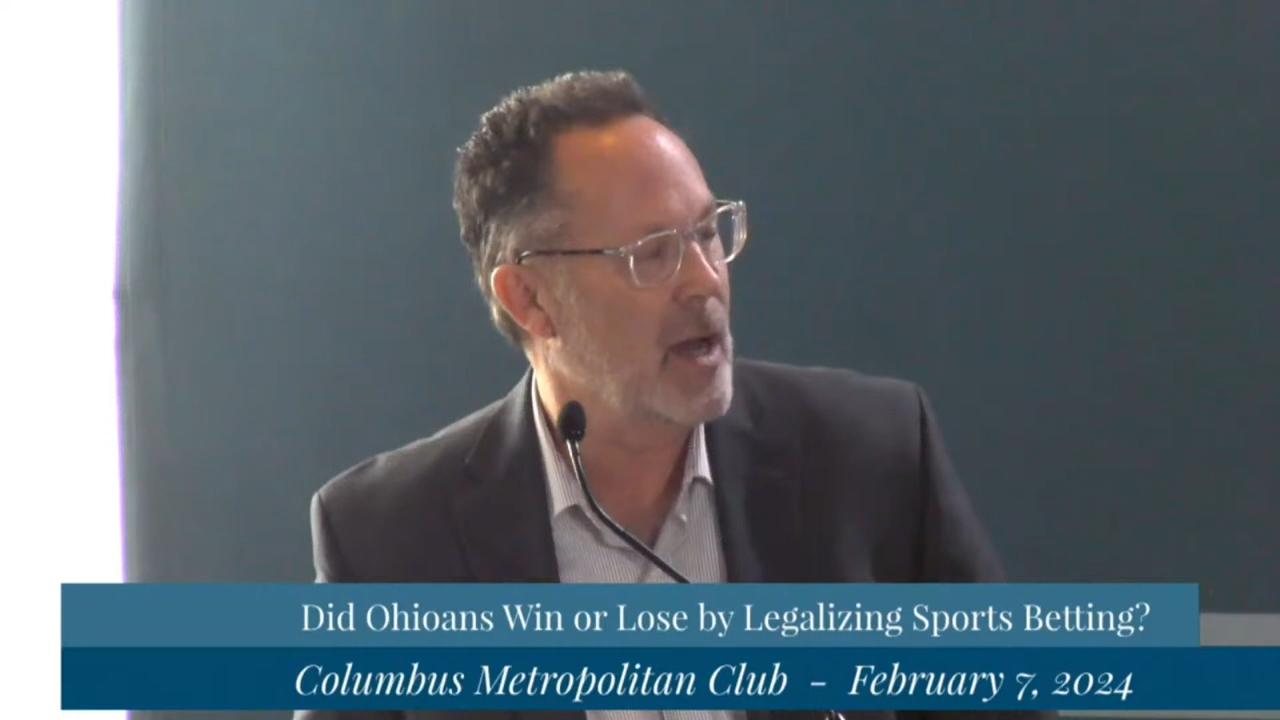 Did Ohioans Win or Lose by Legalizing Sports Betting?
Columbus Metropolitan Club - February 7, 2024